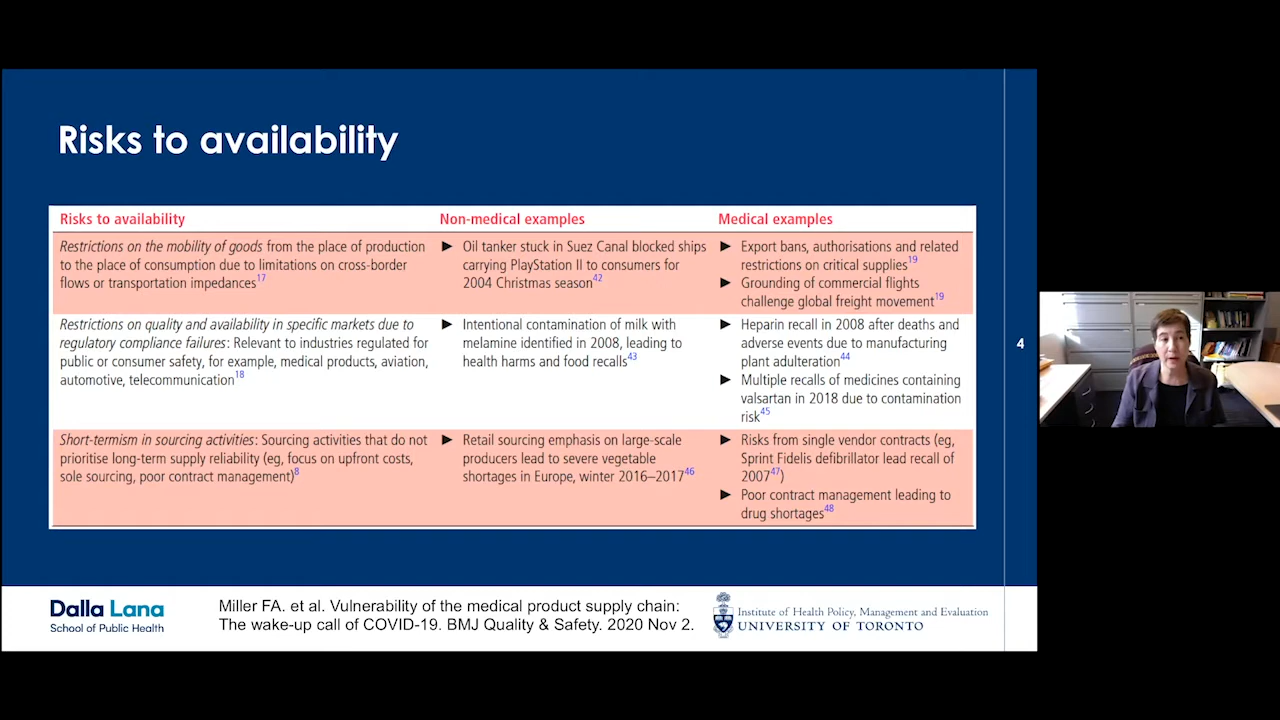 Risks to availability
Risks to availability
Non-medical examples
Medical examples
Restrictions on the mobility of goods from the place of production
to the place of consumption due to limitations on cross-border
flows or transportation impedances17
► Oil tanker stuck in Suez Canal blocked ships
carrying PlayStation II to consumers for
2004 Christmas season42
► Export bans, authorisations and related
restrictions on critical supplies19
► Grounding of commercial flights
challenge global freight movement19
Restrictions on quality and availability in specific markets due to
regulatory compliance failures: Relevant to industries regulated for
public or consumer safety, for example, medical products, aviation,
automotive, telecommunication18
► Intentional contamination of milk with
melamine identified in 2008, leading to
health harms and food recalls43
► Heparin recall in 2008 after deaths and
adverse events due to manufacturing
plant adulteration44
► Multiple recalls of medicines containing
valsartan in 2018 due to contamination
risk45
Short-termism in sourcing activities: Sourcing activities that do not
prioritise long-term supply reliability (eg, focus on upfront costs,
sole sourcing, poor contract management)8
► Retail sourcing emphasis on large-scale
producers lead to severe vegetable
shortages in Europe, winter 2016–201746
► Risks from single vendor contracts (eg,
Sprint Fidelis defibrillator lead recall of
200747)
► Poor contract management leading to
drug shortages48
4
Dalla Lana
School of Public Health
Miller FA. et al. Vulnerability of the medical product supply chain:
The wake-up call of COVID-19. BMJ Quality & Safety. 2020 Nov 2.
Institute of Health Policy, Management and Evaluation
UNIVERSITY OF TORONTO